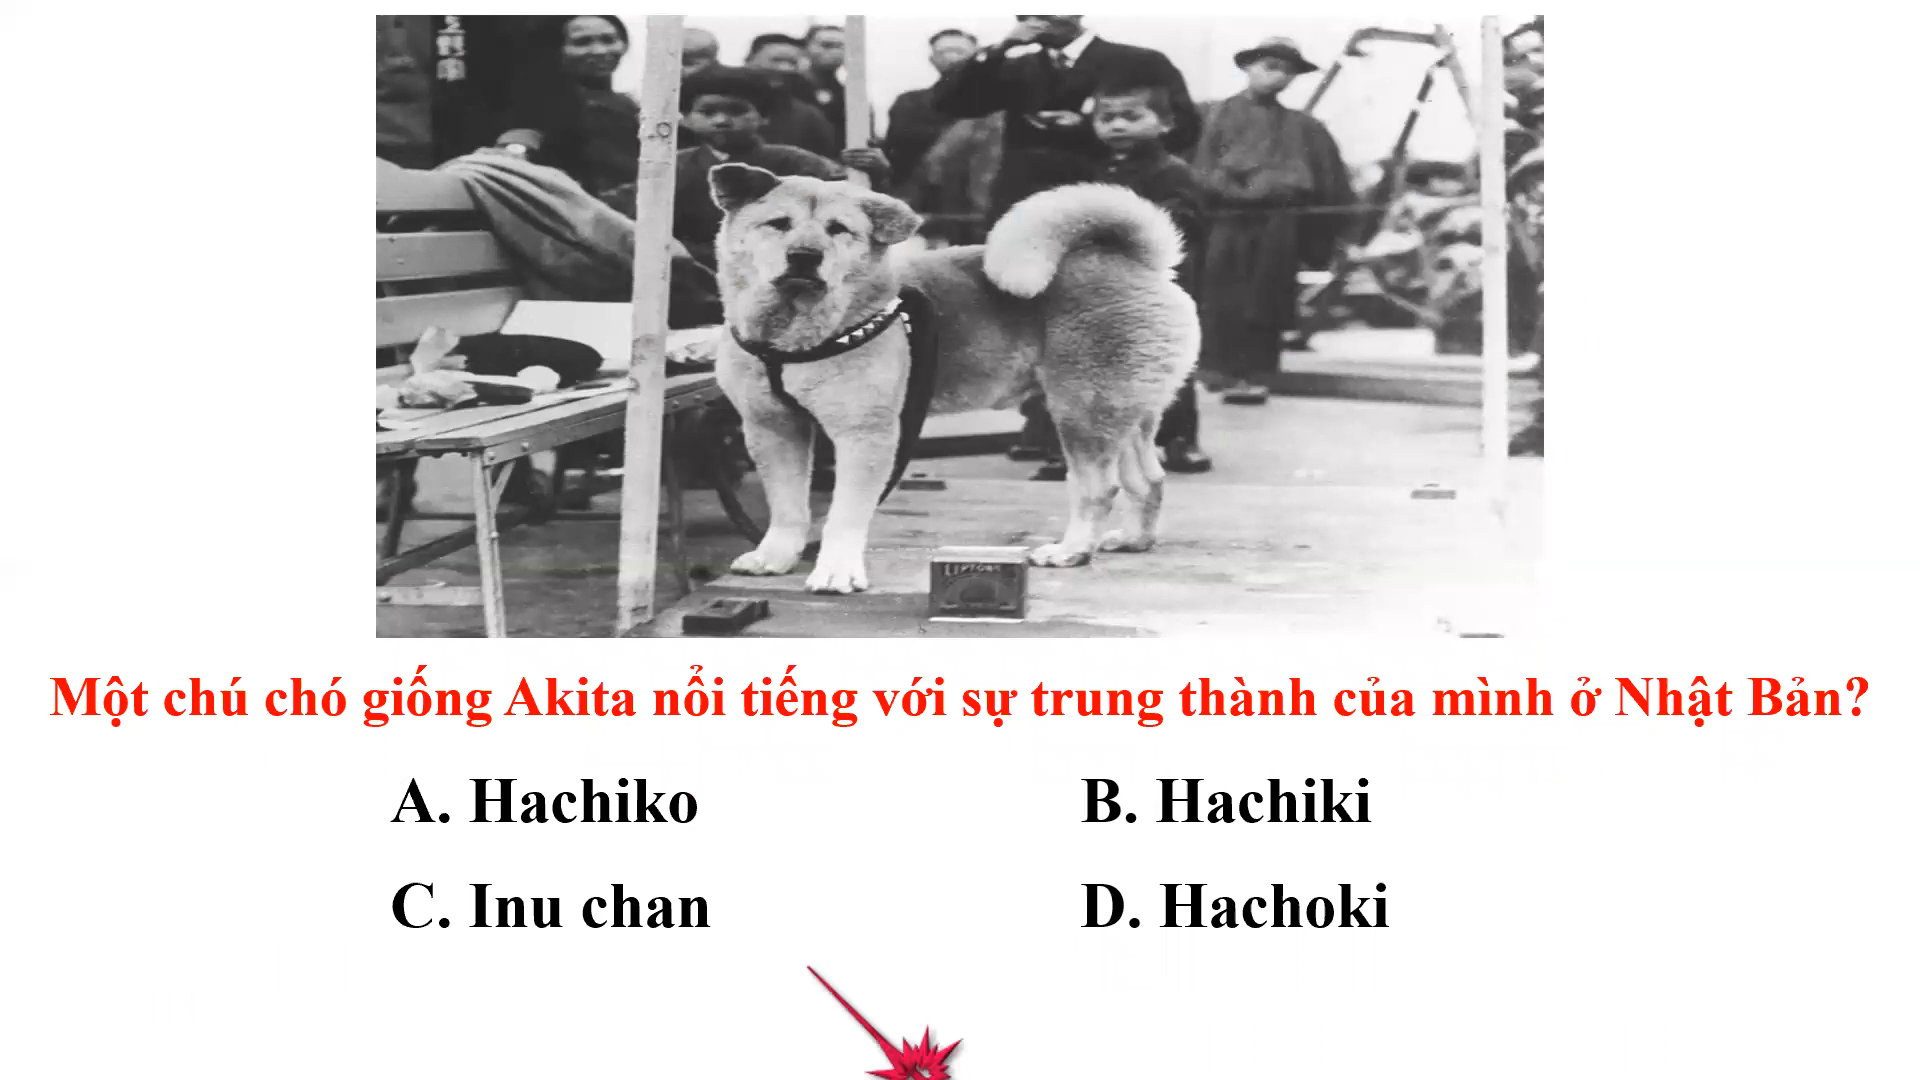 LIPTONS
Một chú chó giống Akita nổi tiếng với sự trung thành của mình ở Nhật Bản?
A. Hachiko
B. Hachiki
C. Inu chan
D. Hachoki